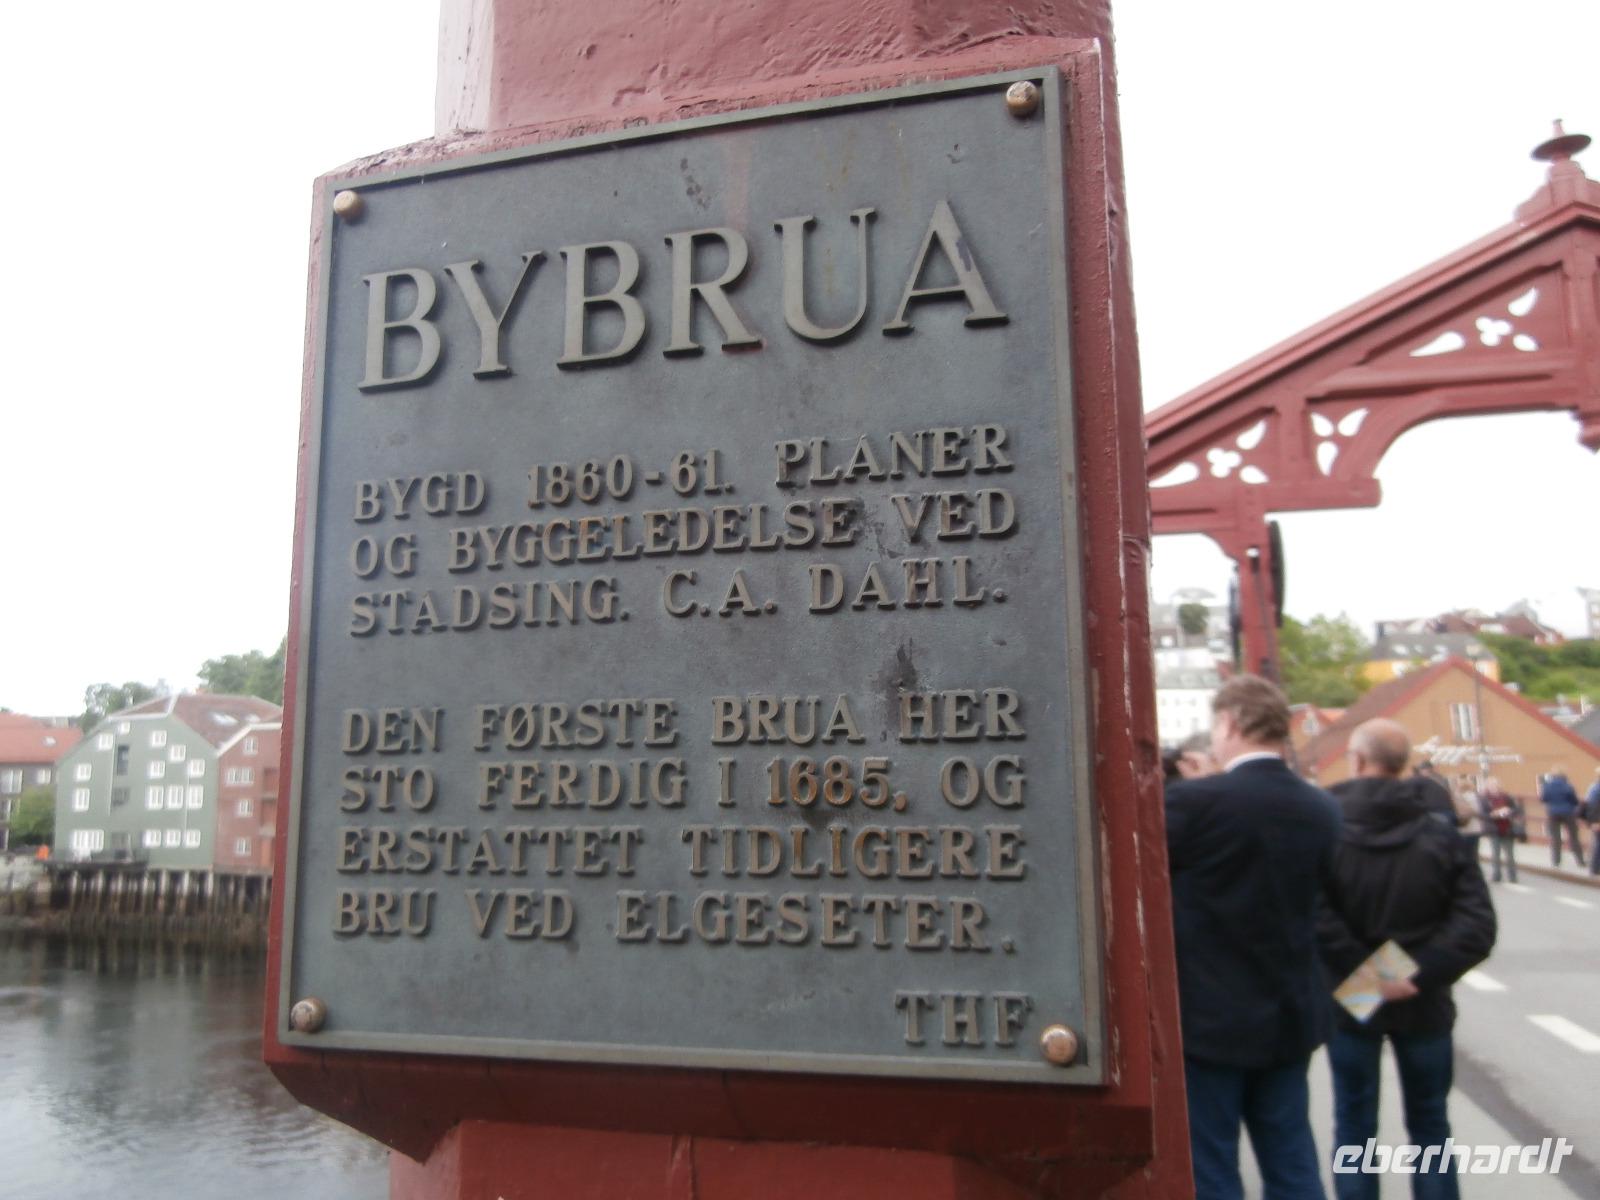 BYBRUA
BYGD 1860-61. PLANER
OG BYGGELEDELSE VED
STADSING. C.A. DAHL.
DEN FØRSTE BRUA HER
STO FERDIG I 1685, OG
ERSTATTET TIDLIGERE
BRU VED ELGESETER.
THF
eberhardt